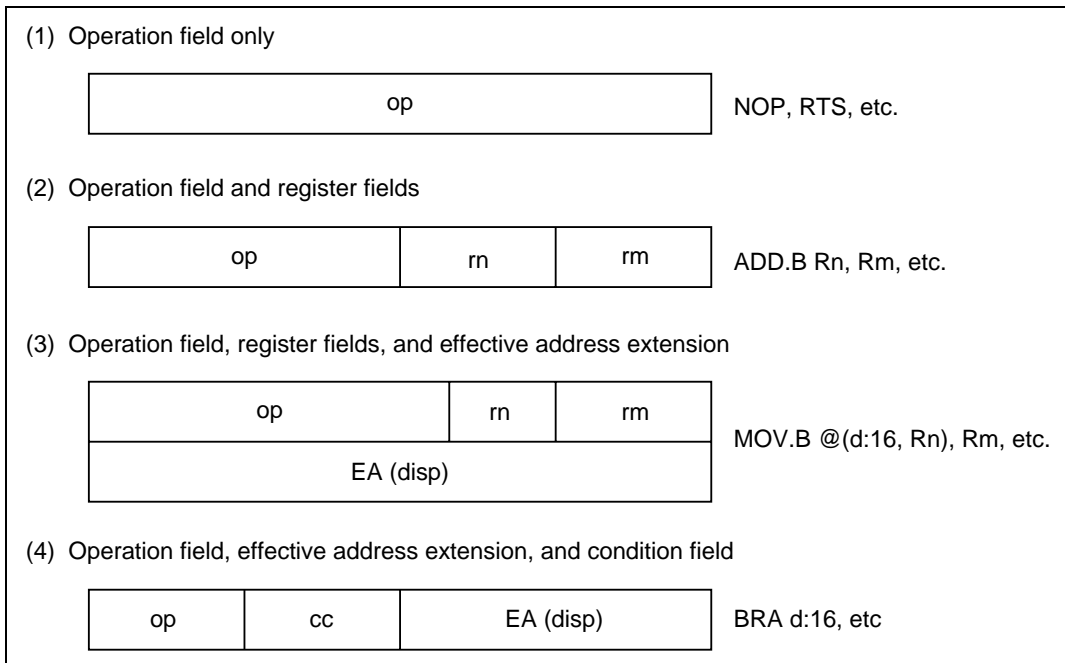 (1) Operation field only
op
NOP, RTS, etc.
(2) Operation field and register fields
op rn rm
ADD.B Rn, Rm, etc.
(3) Operation field, register fields, and effective address extension
op rn rm
EA (disp)
MOV.B @(d:16, Rn), Rm, etc.
(4) Operation field, effective address extension, and condition field
op cc EA (disp)
BRA d:16, etc